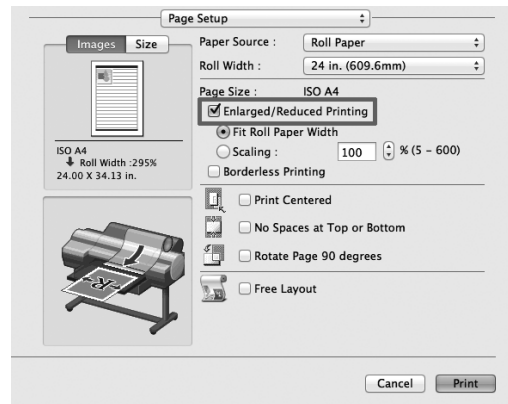 Page Setup
Images Size
Paper Source : Roll Paper
Roll Width : 24 in. (609.6mm)
Page Size : ISO A4
Enlarged/Reduced Printing
Fit Roll Paper Width
Scaling : 100 % (5 – 600)
Borderless Printing
ISO A4
Roll Width :295%
24.00 X 34.13 in.
Print Centered
No Spaces at Top or Bottom
Rotate Page 90 degrees
Free Layout
Cancel Print